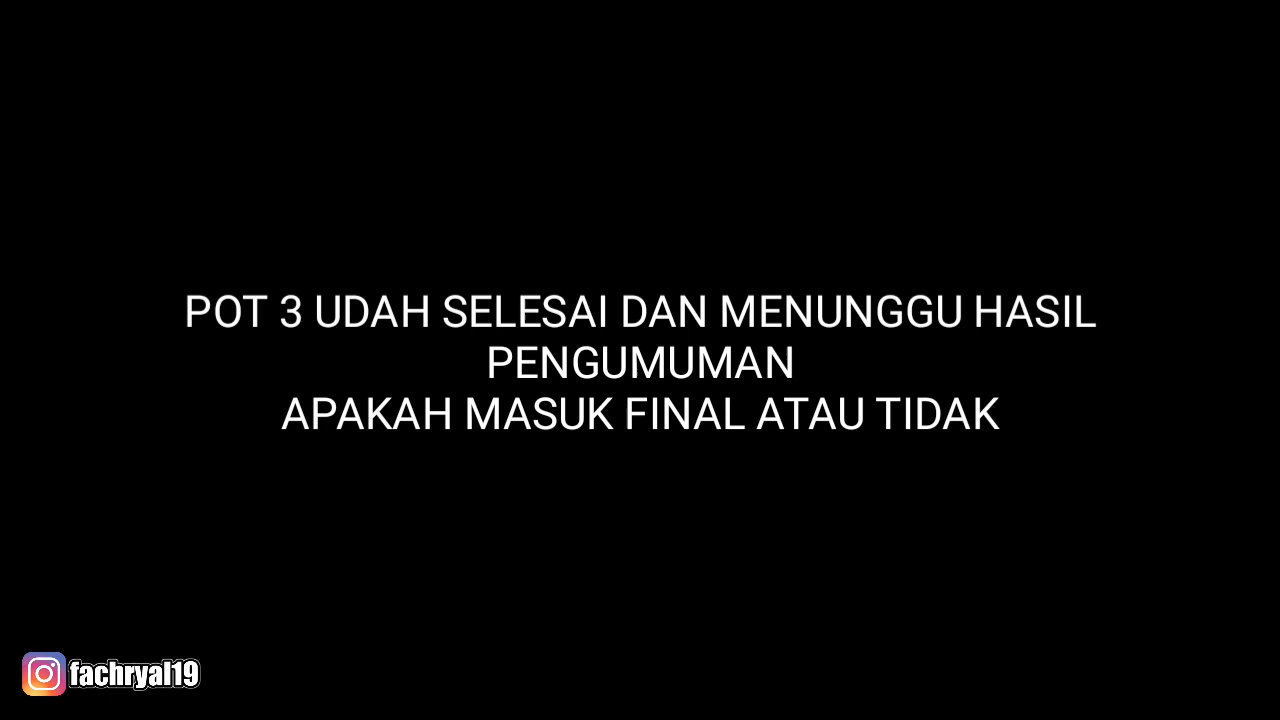 POT 3 UDAH SELESAI DAN MENUNGGU HASIL
PENGUMUMAN
APAKAH MASUK FINAL ATAU TIDAK
fachryal19